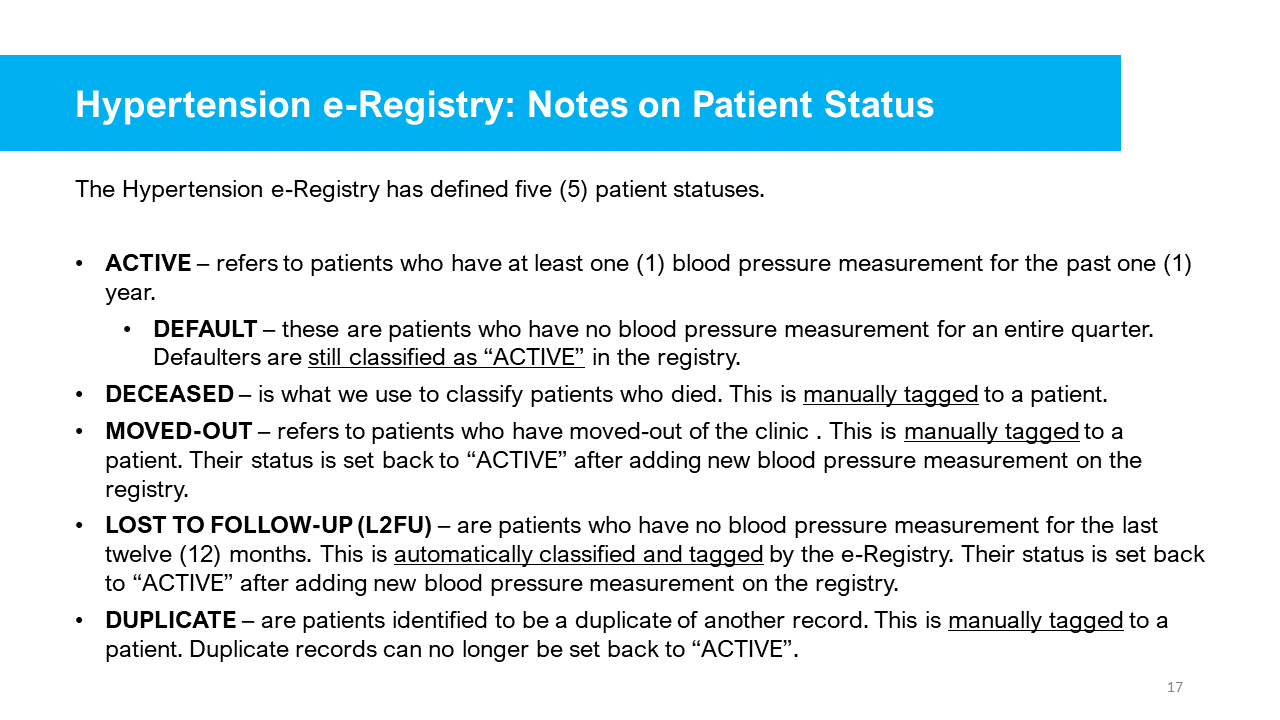 Hypertension e-Registry: Notes on Patient Status
The Hypertension e-Registry has defined five (5) patient statuses.
• ACTIVE – refers to patients who have at least one (1) blood pressure measurement for the past one (1)
year.
• DEFAULT – these are patients who have no blood pressure measurement for an entire quarter.
Defaulters are still classified as “ACTIVE” in the registry.
• DECEASED – is what we use to classify patients who died. This is manually tagged to a patient.
• MOVED-OUT – refers to patients who have moved-out of the clinic . This is manually tagged to a
patient. Their status is set back to “ACTIVE” after adding new blood pressure measurement on the
registry.
• LOST TO FOLLOW-UP (L2FU) – are patients who have no blood pressure measurement for the last
twelve (12) months. This is automatically classified and tagged by the e-Registry. Their status is set back
to “ACTIVE” after adding new blood pressure measurement on the registry.
• DUPLICATE – are patients identified to be a duplicate of another record. This is manually tagged to a
patient. Duplicate records can no longer be set back to “ACTIVE”.
17